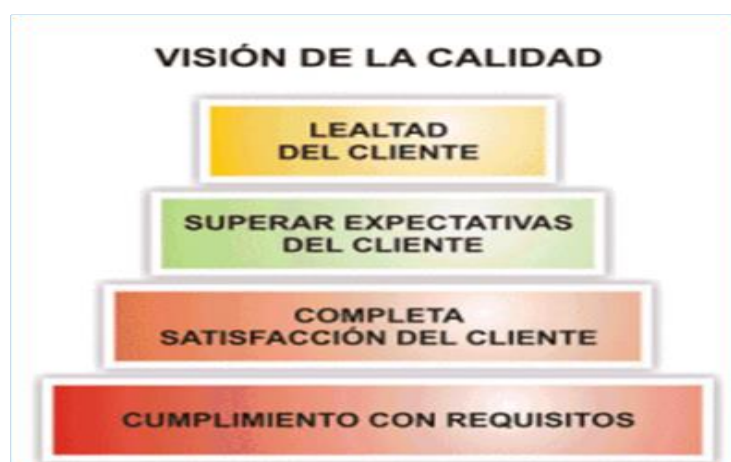 VISIÓN DE LA CALIDAD
LEALTAD
DEL CLIENTE
SUPERAR EXPECTATIVAS
DEL CLIENTE
COMPLETA
SATISFACCIÓN DEL CLIENTE
CUMPLIMIENTO CON REQUISITOS